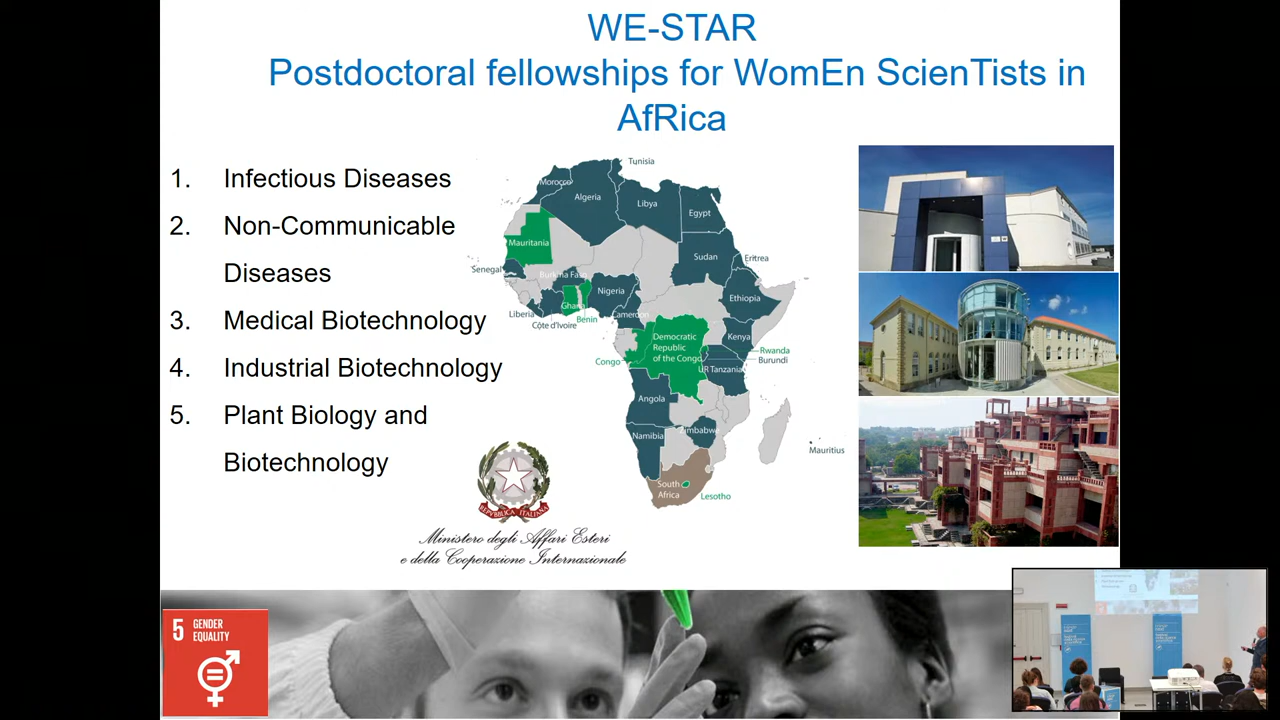 WE-STAR
Postdoctoral fellowships for WomEn ScienTists in
AfRica
1. Infectious Diseases
2. Non-Communicable
Diseases
3. Medical Biotechnology
4. Industrial Biotechnology
5. Plant Biology and
Biotechnology
Tunisia
Morocco
Algeria
Libya
Egypt
Mauritania
Sudan
Eritrea
Senegal
Burkina Faso
Nigeria
Ethiopia
Ghana
Liberia
Benin
Cameroon
Côte d'Ivoire
Kenya
Democratic
Republic
of the Congo
Congo
Rwanda
Burundi
UR Tanzania
Angola
Zimbabwe
Namibia
Mauritius
South
Africa
Lesotho
REPVBBLICA ITALIANA
Ministero degli Affari Esteri
e della Cooperazione Internazionale
5 GENDER
EQUALITY